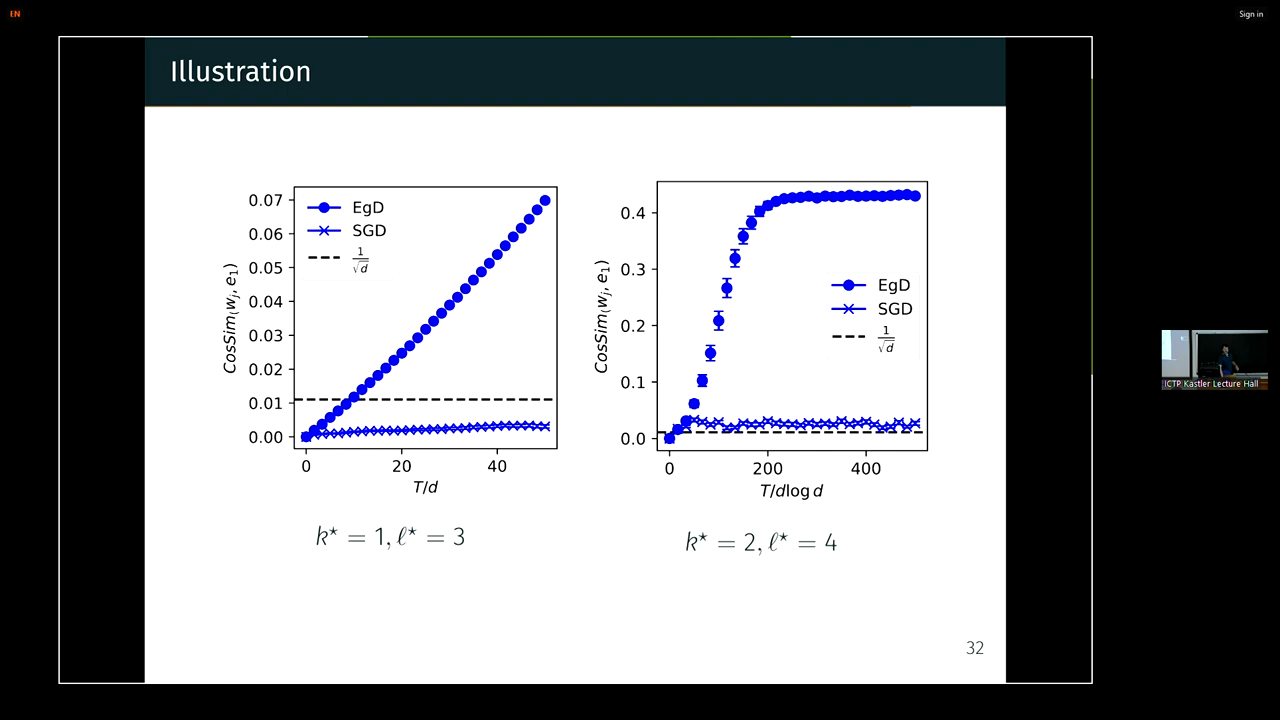 EN
Sign in
Illustration
0.07
0.06
0.05
0.04
0.03
0.02
0.01
0.00
CosSim(wⱼ, e₁)
EgD
SGD
1/√d
0 20 40
T/d
k⋆ = 1, ℓ⋆ = 3
0.4
0.3
0.2
0.1
0.0
CosSim(wⱼ, e₁)
EgD
SGD
1/√d
0 200 400
T/dlog d
k⋆ = 2, ℓ⋆ = 4
32
ICTP Kastler Lecture Hall